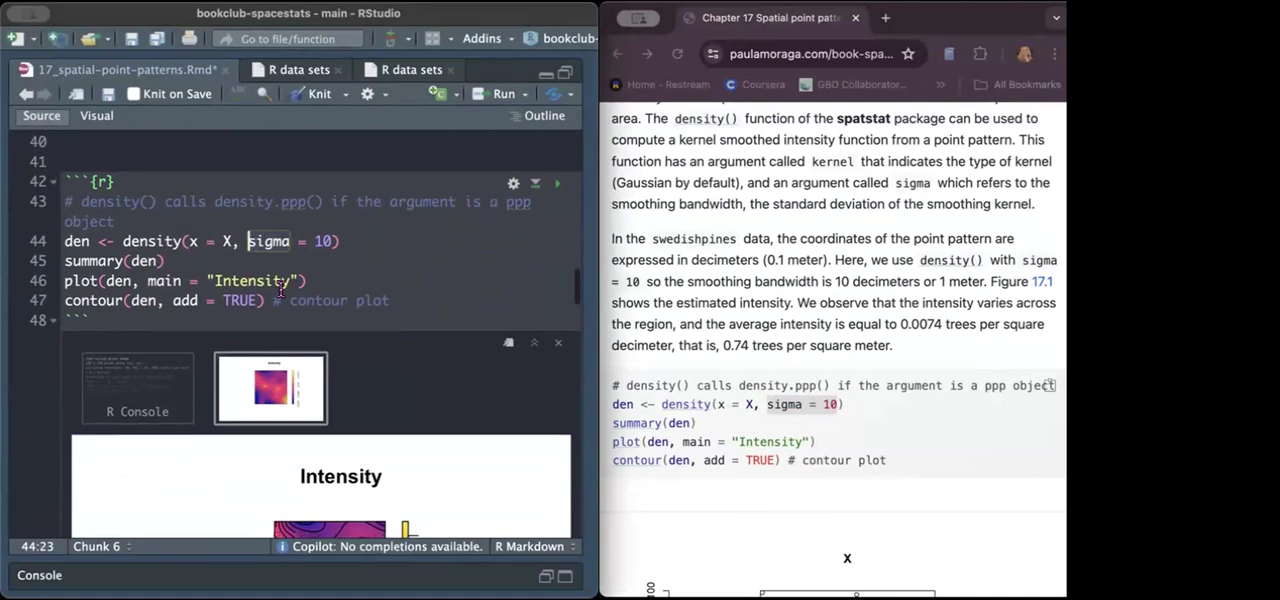 bookclub-spacestats - main - RStudio
Go to file/function
Addins
bookclub-
17_spatial-point-patterns.Rmd*
R data sets
R data sets
Knit on Save
ABC
Knit
Run
Source
Visual
Outline
40
41
42 ```{r}
43 # density() calls density.ppp() if the argument is a ppp
object
44 den <- density(x = X, sigma = 10)
45 summary(den)
46 plot(den, main = "Intensity")
47 contour(den, add = TRUE) # contour plot
48 ```
R Console
Intensity
44:23
Chunk 6
Copilot: No completions available.
R Markdown
Console
Chapter 17 Spatial point patt
paulamoraga.com/book-spa...
Home - Restream
Coursera
GBD Collaborator...
All Bookmarks
area. The density() function of the spatstat package can be used to
compute a kernel smoothed intensity function from a point pattern. This
function has an argument called kernel that indicates the type of kernel
(Gaussian by default), and an argument called sigma which refers to the
smoothing bandwidth, the standard deviation of the smoothing kernel.
In the swedishpines data, the coordinates of the point pattern are
expressed in decimeters (0.1 meter). Here, we use density() with sigma
= 10 so the smoothing bandwidth is 10 decimeters or 1 meter. Figure 17.1
shows the estimated intensity. We observe that the intensity varies across
the region, and the average intensity is equal to 0.0074 trees per square
decimeter, that is, 0.74 trees per square meter.
# density() calls density.ppp() if the argument is a ppp object
den <- density(x = X, sigma = 10)
summary(den)
plot(den, main = "Intensity")
contour(den, add = TRUE) # contour plot
X
100